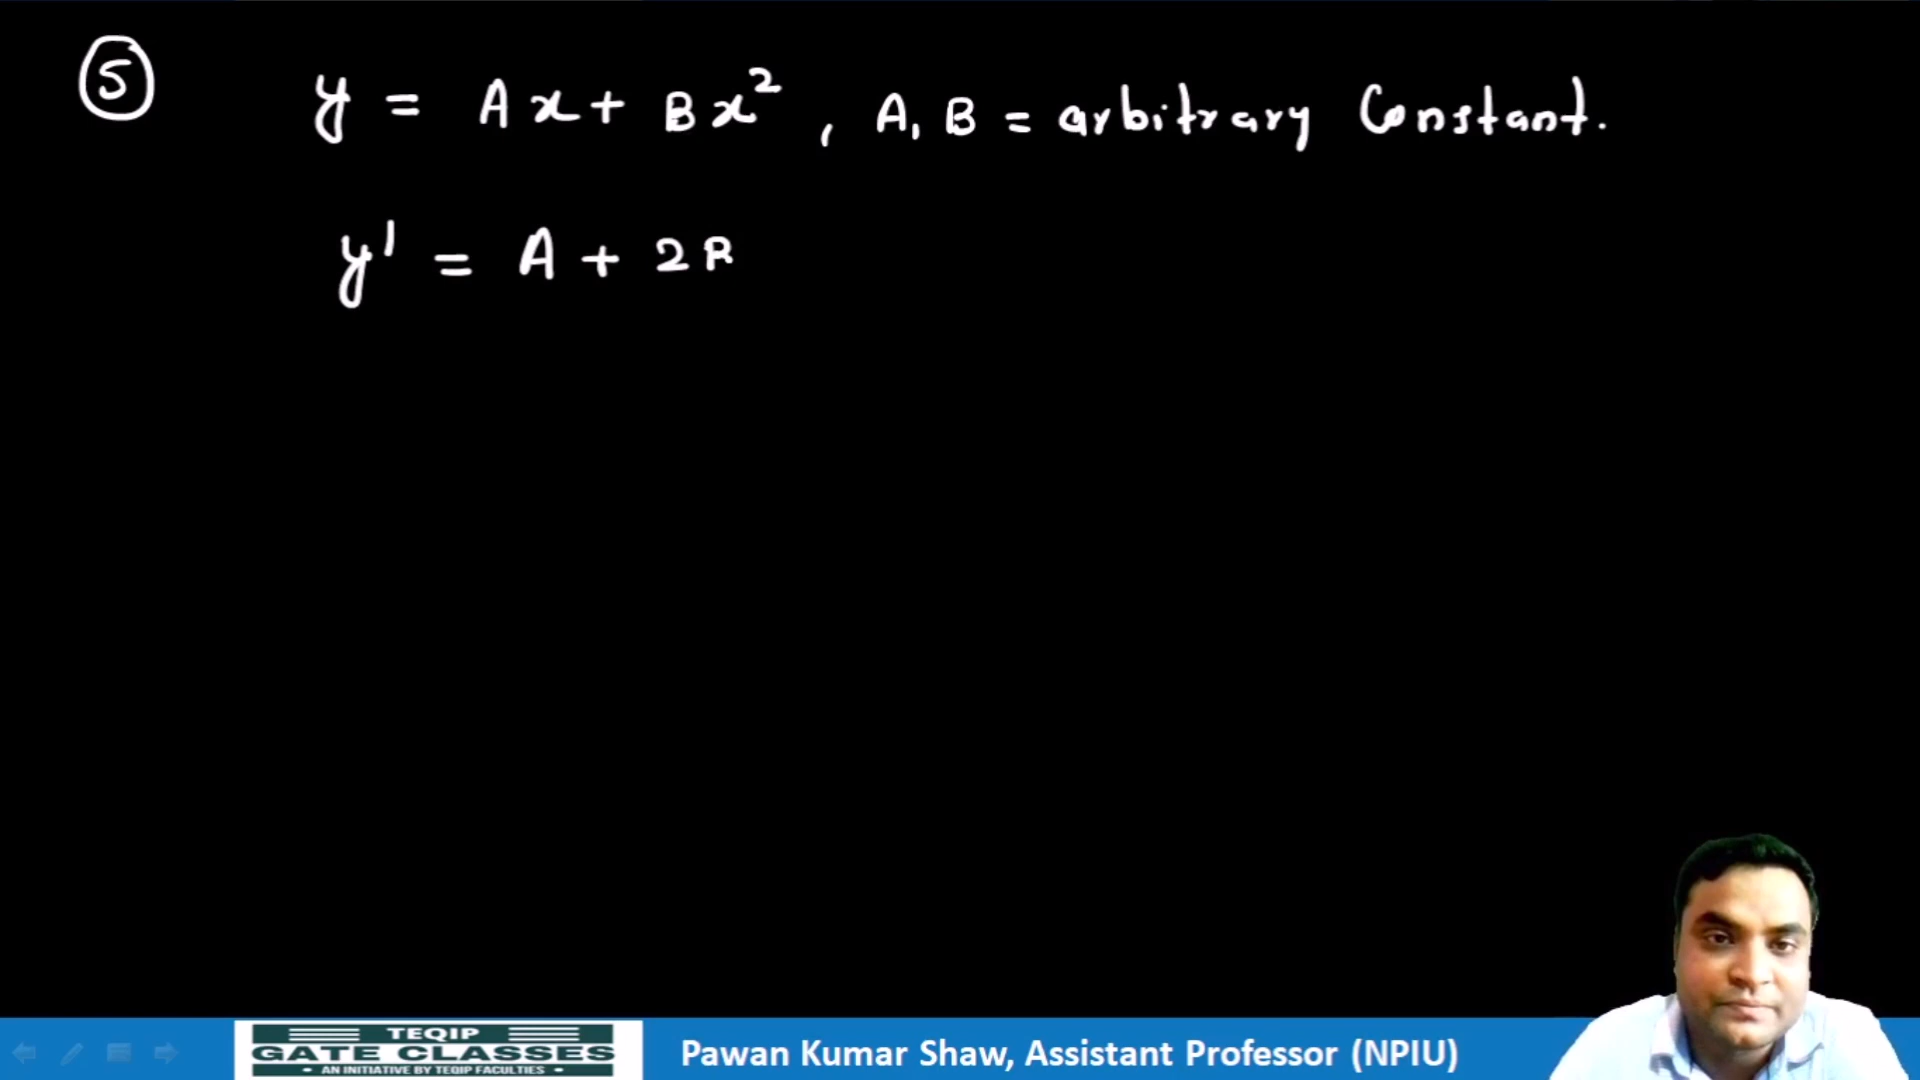 5
y = Ax + Bx², A, B = arbitrary Constant.
y' = A + 2B
TEQIP
GATE CLASSES
• AN INITIATIVE BY TEQIP FACULTIES •
Pawan Kumar Shaw, Assistant Professor (NPIU)